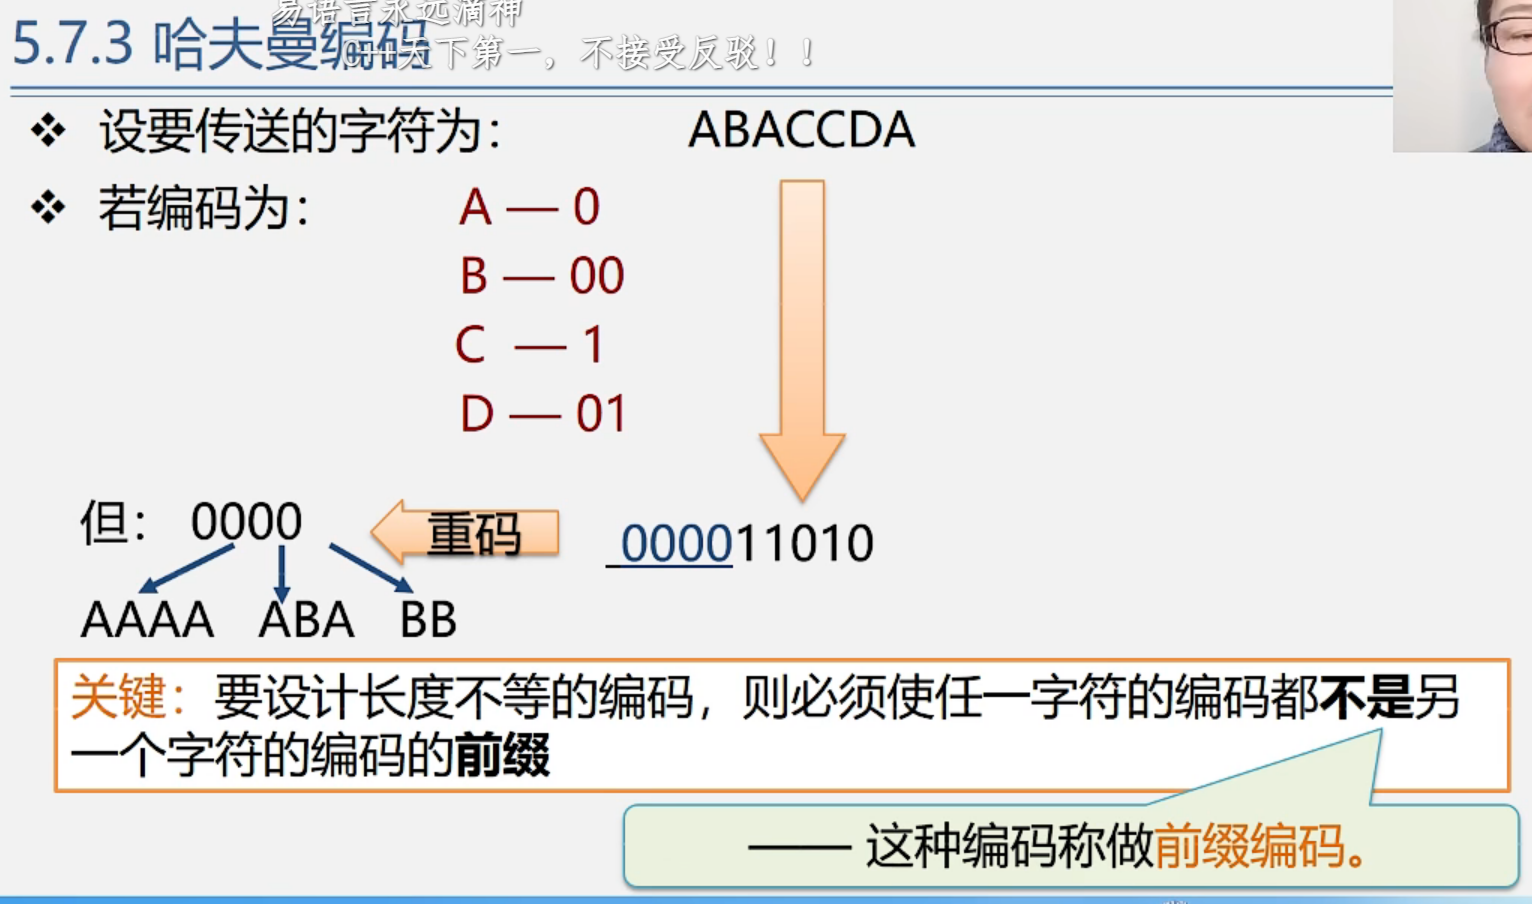 易语言永远滴神
5.7.3 哈夫曼编码
C++天下第一，不接受反驳！！
❖ 设要传送的字符为： ABACCDA
❖ 若编码为： A — 0
B — 00
C — 1
D — 01
但： 0000 重码 000011010
AAAA ABA BB
关键：要设计长度不等的编码，则必须使任一字符的编码都不是另
一个字符的编码的前缀
—— 这种编码称做前缀编码。